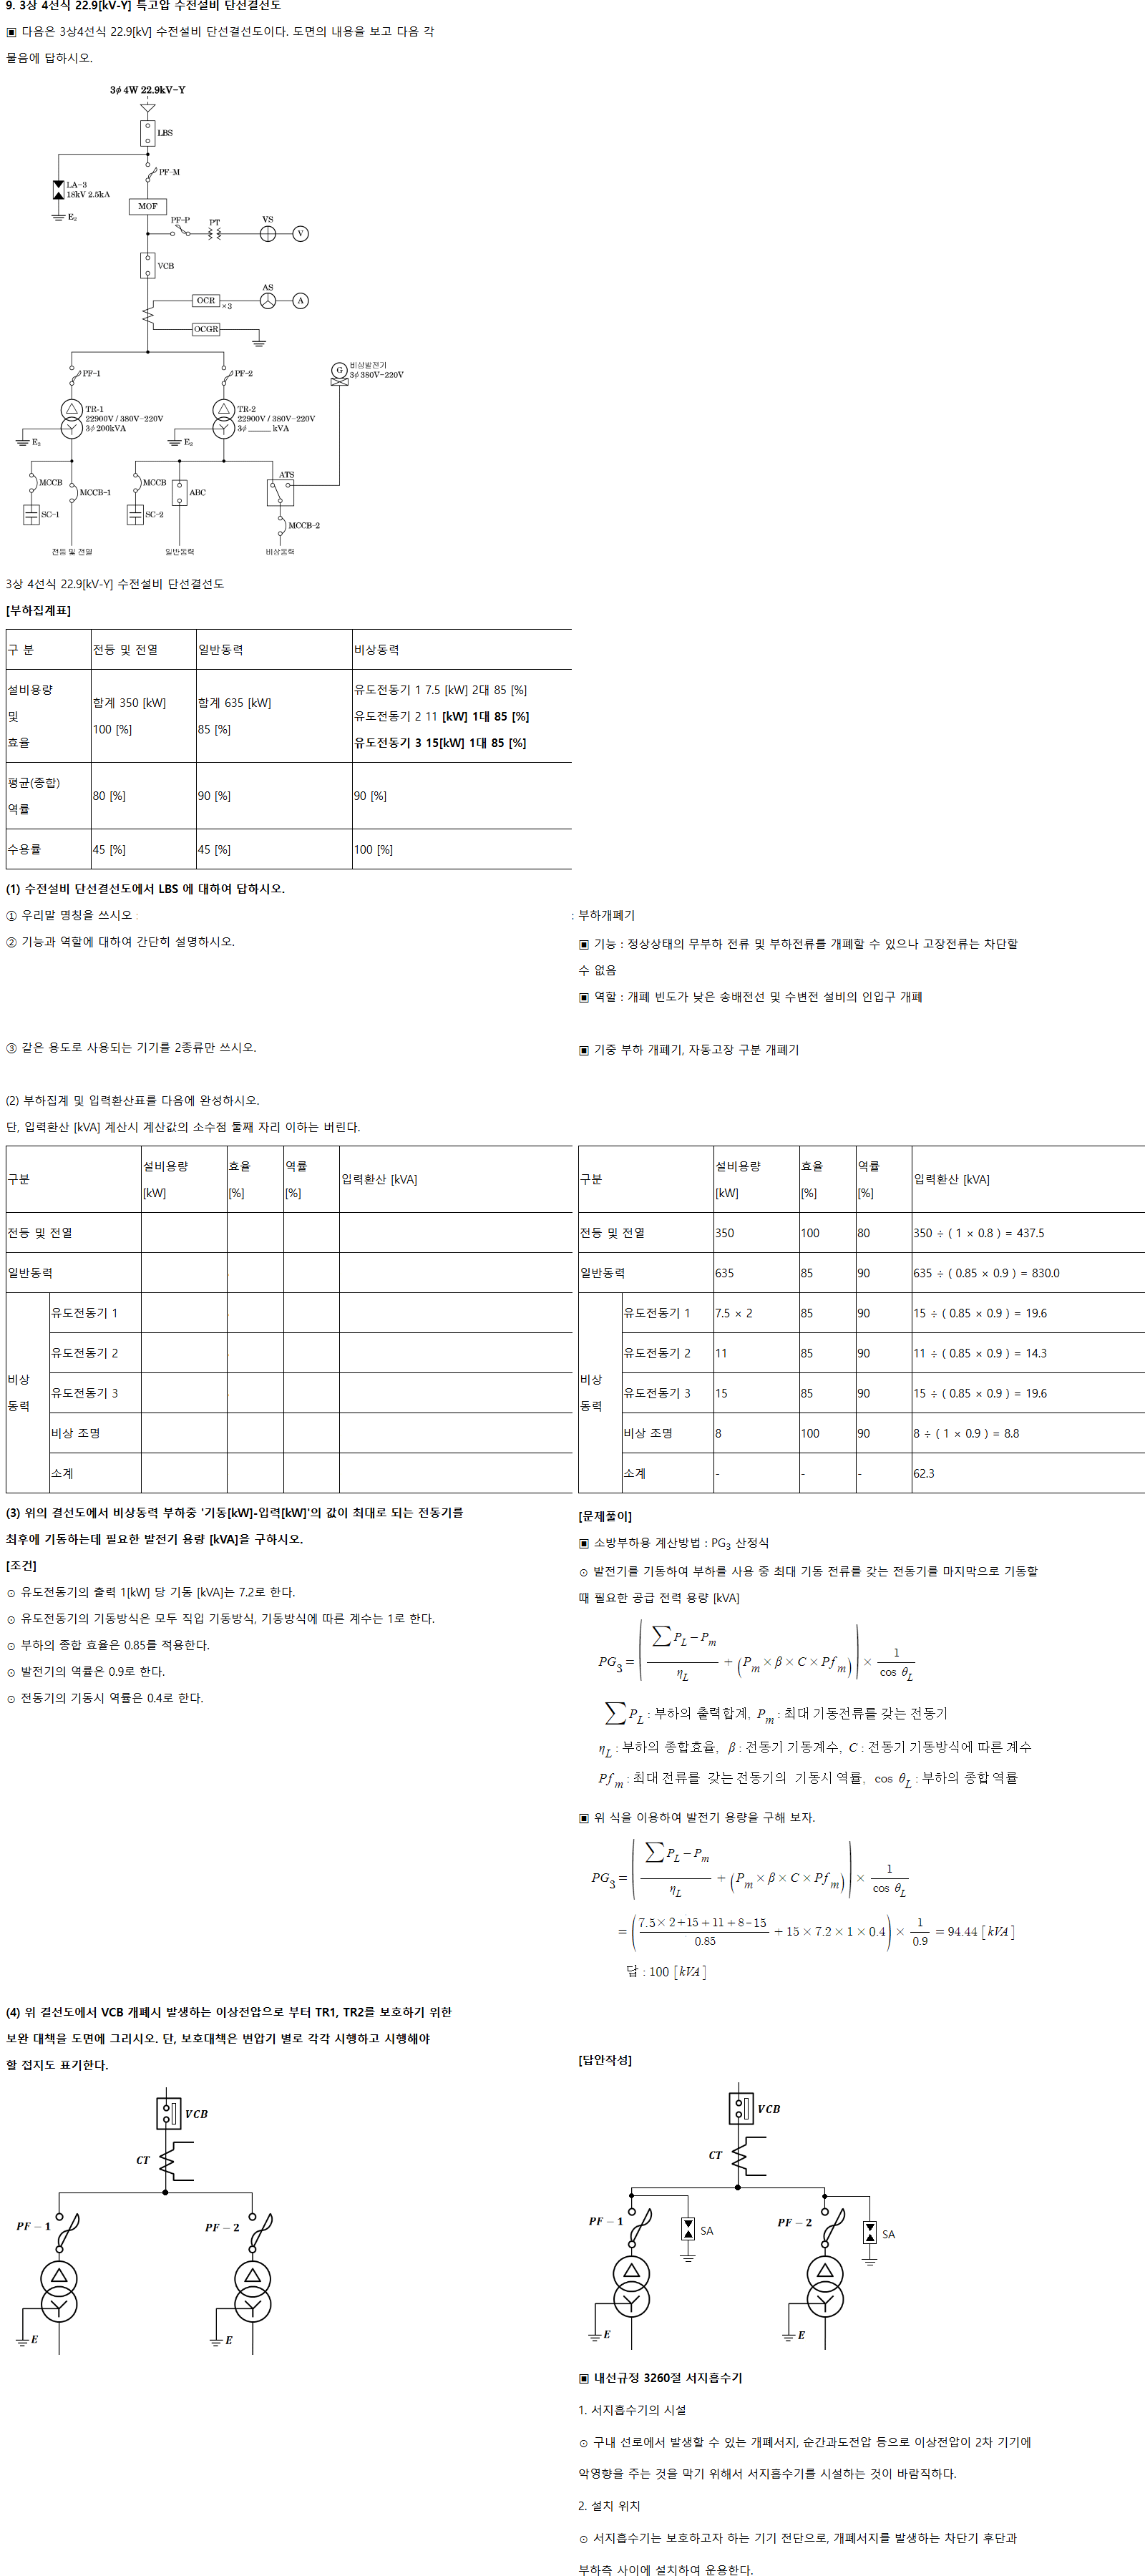 9. 3상 4선식 22.9[kV-Y] 특고압 수전설비 단선결선도
▣ 다음은 3상4선식 22.9[kV] 수전설비 단선결선도이다. 도면의 내용을 보고 다음 각
물음에 답하시오.
3φ 4W 22.9kV-Y
LBS
PF-M
LA-3
18kV 2.5kA
E₂
MOF
PF-P
PT
VS
V
VCB
AS
OCR
×3
A
OCGR
G
비상발전기
3φ380V-220V
PF-1
PF-2
TR-1
22900V / 380V-220V
3φ200kVA
E₂
TR-2
22900V / 380V-220V
3φ ____ kVA
E₂
ATS
MCCB
MCCB-1
MCCB
ABC
SC-1
SC-2
MCCB-2
전등 및 전열
일반동력
비상동력
3상 4선식 22.9[kV-Y] 수전설비 단선결선도
[부하집계표]
구 분 전등 및 전열 일반동력 비상동력
설비용량
및
효율
합계 350 [kW]
100 [%]
합계 635 [kW]
85 [%]
유도전동기 1 7.5 [kW] 2대 85 [%]
유도전동기 2 11 [kW] 1대 85 [%]
유도전동기 3 15[kW] 1대 85 [%]
평균(종합)
역률
80 [%] 90 [%] 90 [%]
수용률 45 [%] 45 [%] 100 [%]
(1) 수전설비 단선결선도에서 LBS 에 대하여 답하시오.
① 우리말 명칭을 쓰시오 :
: 부하개폐기
② 기능과 역할에 대하여 간단히 설명하시오.
▣ 기능 : 정상상태의 무부하 전류 및 부하전류를 개폐할 수 있으나 고장전류는 차단할
수 없음
▣ 역할 : 개폐 빈도가 낮은 송배전선 및 수변전 설비의 인입구 개폐
③ 같은 용도로 사용되는 기기를 2종류만 쓰시오.
▣ 기중 부하 개폐기, 자동고장 구분 개폐기
(2) 부하집계 및 입력환산표를 다음에 완성하시오.
단, 입력환산 [kVA] 계산시 계산값의 소수점 둘째 자리 이하는 버린다.
구분
설비용량
[kW]
효율
[%]
역률
[%]
입력환산 [kVA]
전등 및 전열
일반동력
비상
동력
유도전동기 1
유도전동기 2
유도전동기 3
비상 조명
소계
구분
설비용량
[kW]
효율
[%]
역률
[%]
입력환산 [kVA]
전등 및 전열 350 100 80 350 ÷ ( 1 × 0.8 ) = 437.5
일반동력 635 85 90 635 ÷ ( 0.85 × 0.9 ) = 830.0
비상
동력
유도전동기 1 7.5 × 2 85 90 15 ÷ ( 0.85 × 0.9 ) = 19.6
유도전동기 2 11 85 90 11 ÷ ( 0.85 × 0.9 ) = 14.3
유도전동기 3 15 85 90 15 ÷ ( 0.85 × 0.9 ) = 19.6
비상 조명 8 100 90 8 ÷ ( 1 × 0.9 ) = 8.8
소계 - - - 62.3
(3) 위의 결선도에서 비상동력 부하중 '기동[kW]-입력[kW]'의 값이 최대로 되는 전동기를
최후에 기동하는데 필요한 발전기 용량 [kVA]을 구하시오.
[조건]
⊙ 유도전동기의 출력 1[kW] 당 기동 [kVA]는 7.2로 한다.
⊙ 유도전동기의 기동방식은 모두 직입 기동방식, 기동방식에 따른 계수는 1로 한다.
⊙ 부하의 종합 효율은 0.85를 적용한다.
⊙ 발전기의 역률은 0.9로 한다.
⊙ 전동기의 기동시 역률은 0.4로 한다.
[문제풀이]
▣ 소방부하용 계산방법 : PG₃ 산정식
⊙ 발전기를 기동하여 부하를 사용 중 최대 기동 전류를 갖는 전동기를 마지막으로 기동할
때 필요한 공급 전력 용량 [kVA]
PG₃ = ( (∑P_L − P_m) / η_L + (P_m × β × C × Pf_m) ) × 1 / cos θ_L
∑P_L : 부하의 출력합계, P_m : 최대 기동전류를 갖는 전동기
η_L : 부하의 종합효율, β : 전동기 기동계수, C : 전동기 기동방식에 따른 계수
Pf_m : 최대 전류를 갖는 전동기의 기동시 역률, cos θ_L : 부하의 종합 역률
▣ 위 식을 이용하여 발전기 용량을 구해 보자.
PG₃ = ( (∑P_L − P_m) / η_L + (P_m × β × C × Pf_m) ) × 1 / cos θ_L
= ( (7.5×2+15+11+8−15) / 0.85 + 15×7.2×1×0.4 ) × 1 / 0.9 = 94.44 [kVA]
답 : 100 [kVA]
(4) 위 결선도에서 VCB 개폐시 발생하는 이상전압으로 부터 TR1, TR2를 보호하기 위한
보완 대책을 도면에 그리시오. 단, 보호대책은 변압기 별로 각각 시행하고 시행해야
할 접지도 표기한다.
VCB
CT
PF − 1
PF − 2
E
E
[답안작성]
VCB
CT
PF − 1
SA
PF − 2
SA
E
E
▣ 내선규정 3260절 서지흡수기
1. 서지흡수기의 시설
⊙ 구내 선로에서 발생할 수 있는 개폐서지, 순간과도전압 등으로 이상전압이 2차 기기에
악영향을 주는 것을 막기 위해서 서지흡수기를 시설하는 것이 바람직하다.
2. 설치 위치
⊙ 서지흡수기는 보호하고자 하는 기기 전단으로, 개폐서지를 발생하는 차단기 후단과
부하측 사이에 설치하여 운용한다.